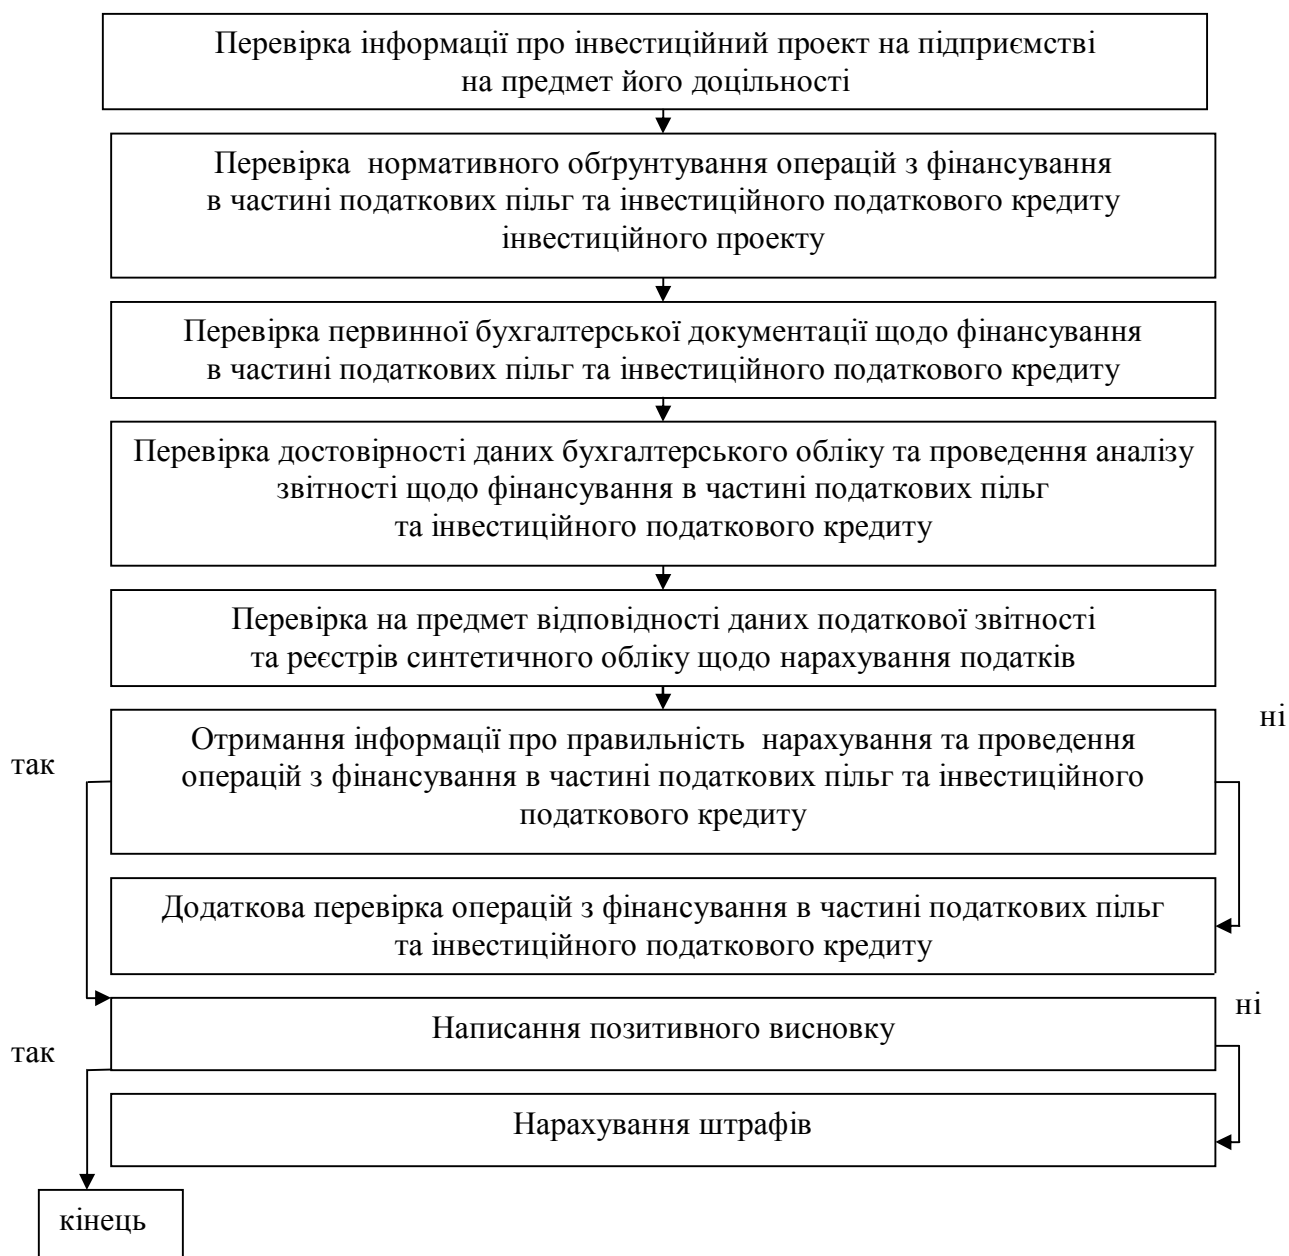 Перевірка інформації про інвестиційний проект на підприємстві
на предмет його доцільності
Перевірка нормативного обґрунтування операцій з фінансування
в частині податкових пільг та інвестиційного податкового кредиту
інвестиційного проекту
Перевірка первинної бухгалтерської документації щодо фінансування
в частині податкових пільг та інвестиційного податкового кредиту
Перевірка достовірності даних бухгалтерського обліку та проведення аналізу
звітності щодо фінансування в частині податкових пільг
та інвестиційного податкового кредиту
Перевірка на предмет відповідності даних податкової звітності
та реєстрів синтетичного обліку щодо нарахування податків
ні
так
Отримання інформації про правильність нарахування та проведення
операцій з фінансування в частині податкових пільг та інвестиційного
податкового кредиту
Додаткова перевірка операцій з фінансування в частині податкових пільг
та інвестиційного податкового кредиту
ні
Написання позитивного висновку
так
Нарахування штрафів
кінець